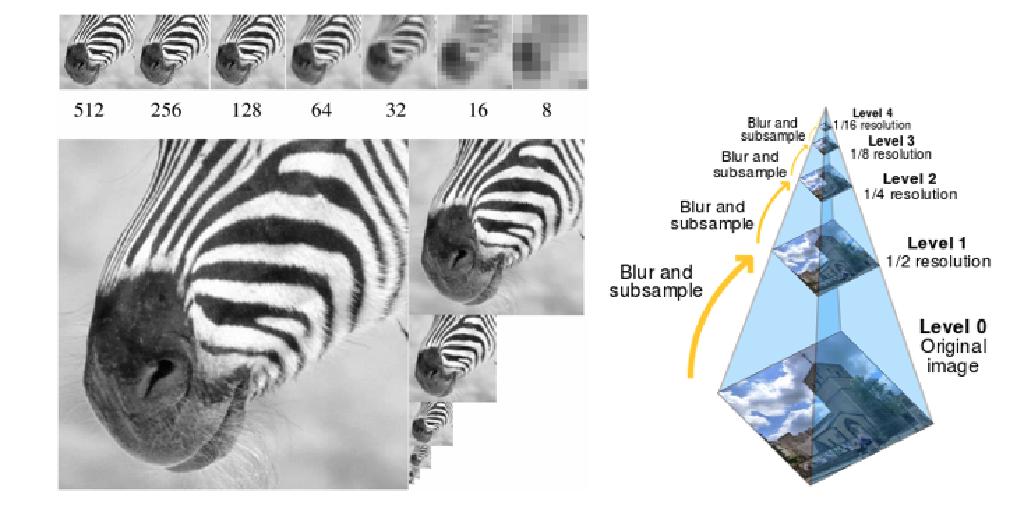 512 256 128 64 32 16 8
Level 4
1/16 resolution
Blur and
subsample
Level 3
1/8 resolution
Blur and
subsample
Level 2
1/4 resolution
Blur and
subsample
Level 1
1/2 resolution
Blur and
subsample
Level 0
Original
image